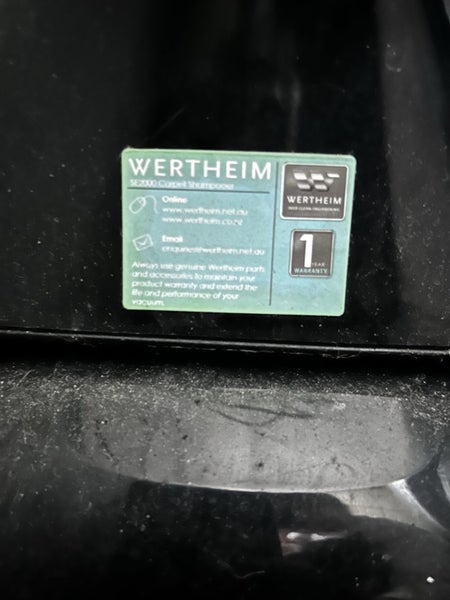 WERTHEIM
SE2000 Carpet Shampooer
Online
www.wertheim.net.au
www.wertheim.co.nz
Email
enquiries@wertheim.net.au
Always use genuine Wertheim parts
and accessories to maintain your
product warranty and extend the
life and performance of your
vacuum.
WERTHEIM
1
YEAR
WARRANTY